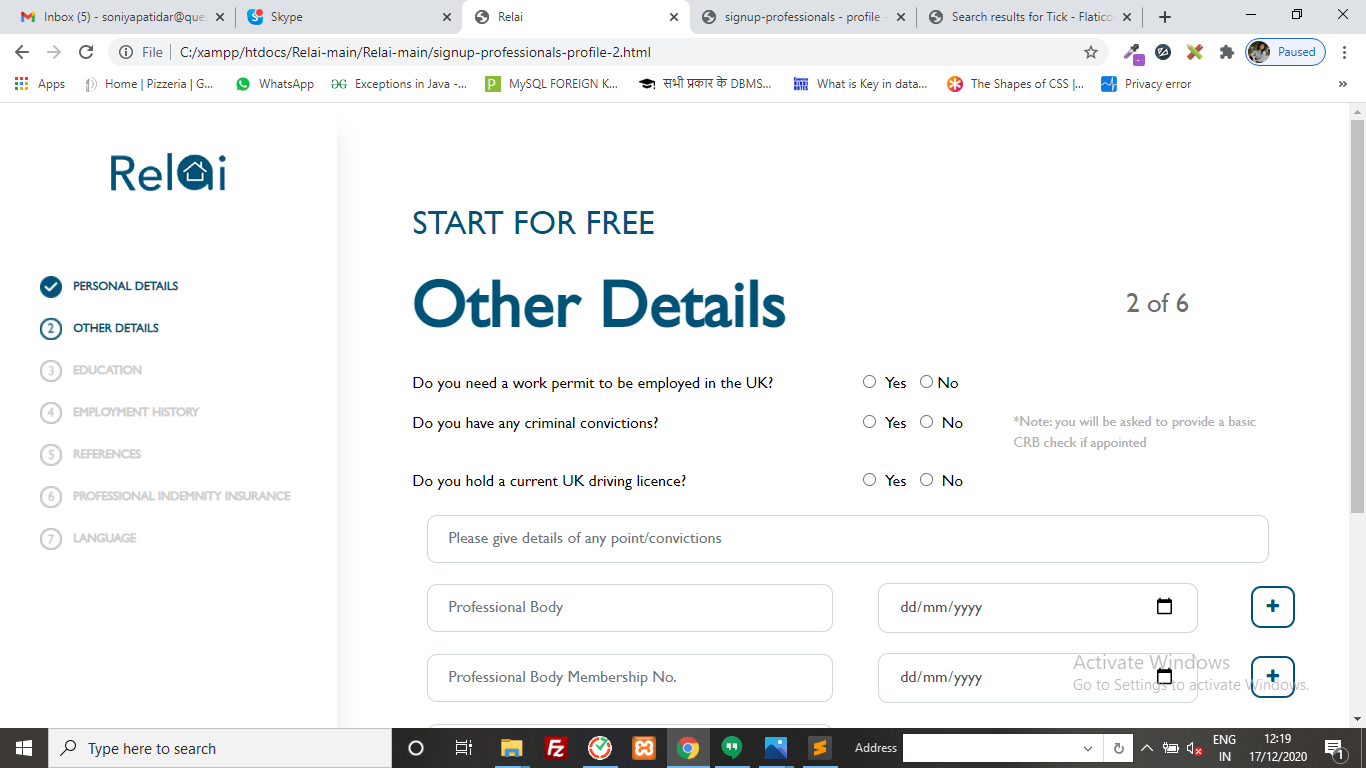 Inbox (5) - soniyapatidar@que
Skype
Relai
signup-professionals - profile -
Search results for Tick - Flatico
File | C:/xampp/htdocs/Relai-main/Relai-main/signup-professionals-profile-2.html
Paused
Apps
Home | Pizzeria | G...
WhatsApp
Exceptions in Java -...
MySQL FOREIGN K...
सभी प्रकार के DBMS...
What is Key in data...
The Shapes of CSS |...
Privacy error
»
Relai
START FOR FREE
Other Details
2 of 6
PERSONAL DETAILS
2 OTHER DETAILS
3 EDUCATION
4 EMPLOYMENT HISTORY
5 REFERENCES
6 PROFESSIONAL INDEMNITY INSURANCE
7 LANGUAGE
Do you need a work permit to be employed in the UK? Yes No
Do you have any criminal convictions? Yes No
*Note: you will be asked to provide a basic
CRB check if appointed
Do you hold a current UK driving licence? Yes No
Please give details of any point/convictions
Professional Body dd/mm/yyyy +
Professional Body Membership No. dd/mm/yyyy +
Activate Windows
Go to Settings to activate Windows.
Type here to search
Address
ENG
IN
12:19
17/12/2020
1